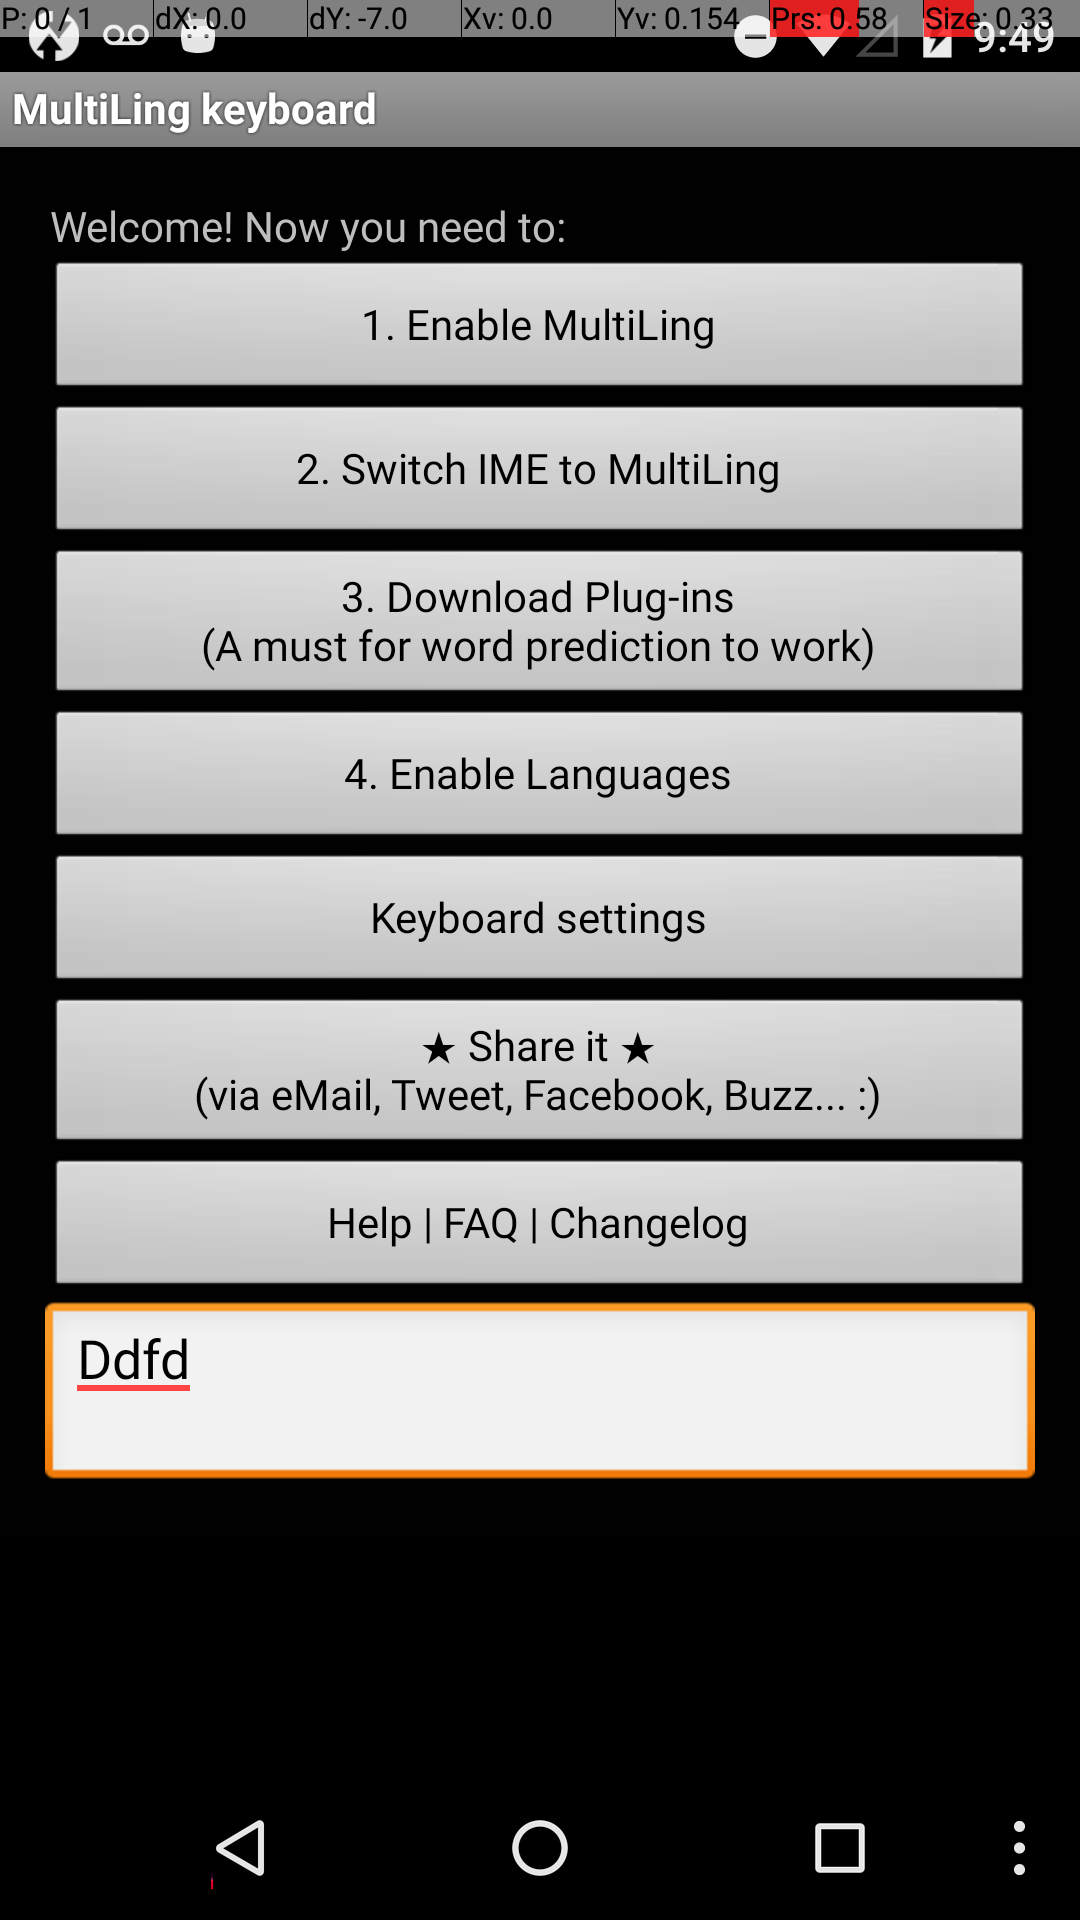 P: 0 / 1 dX: 0.0 dY: -7.0 Xv: 0.0 Yv: 0.154 Prs: 0.58 Size: 0.33
9:49
MultiLing keyboard
Welcome! Now you need to:
1. Enable MultiLing
2. Switch IME to MultiLing
3. Download Plug-ins
(A must for word prediction to work)
4. Enable Languages
Keyboard settings
★ Share it ★
(via eMail, Tweet, Facebook, Buzz... :)
Help | FAQ | Changelog
Ddfd